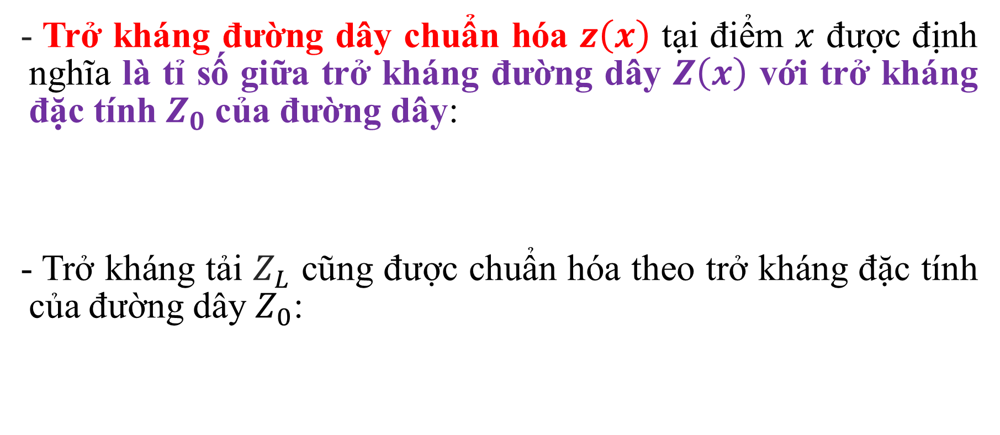 - Trở kháng đường dây chuẩn hóa z(x) tại điểm x được định
nghĩa là tỉ số giữa trở kháng đường dây Z(x) với trở kháng
đặc tính Z₀ của đường dây:
- Trở kháng tải Z_L cũng được chuẩn hóa theo trở kháng đặc tính
của đường dây Z₀: